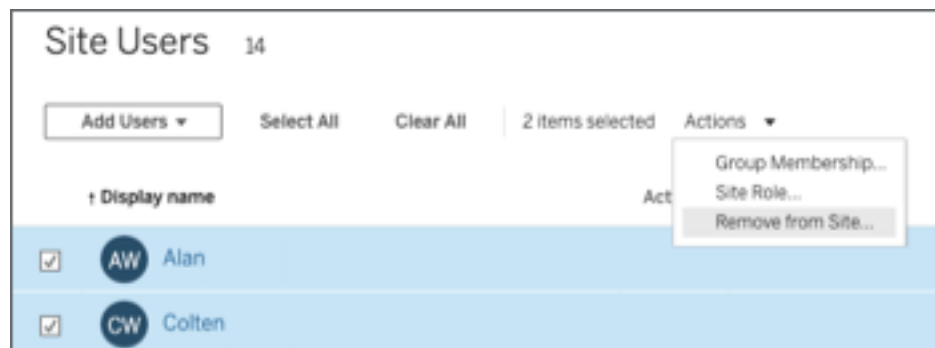 Site Users 14
Add Users ▾ Select All Clear All 2 items selected Actions ▾
Group Membership...
Site Role...
↑ Display name Act
Remove from Site...
AW Alan
CW Colten